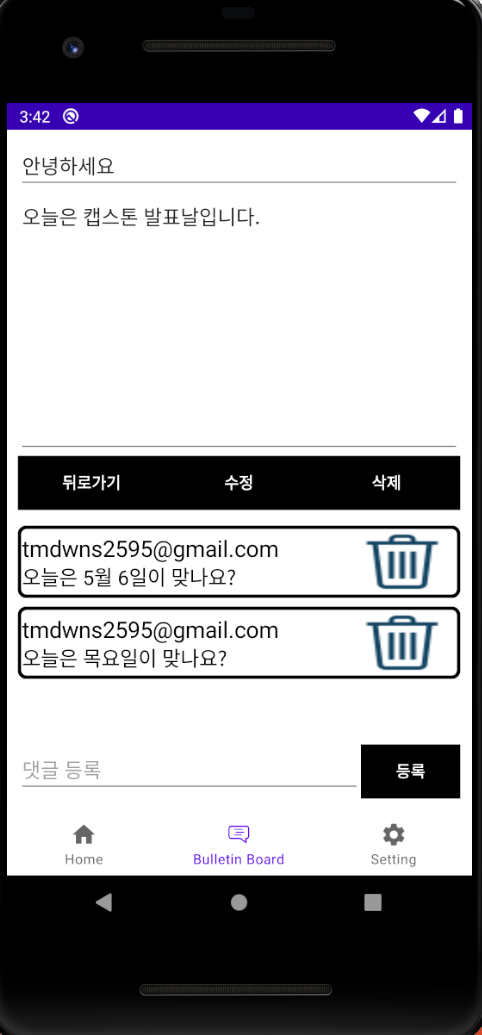 3:42
안녕하세요
오늘은 캡스톤 발표날입니다.
뒤로가기 수정 삭제
tmdwns2595@gmail.com
오늘은 5월 6일이 맞나요?
tmdwns2595@gmail.com
오늘은 목요일이 맞나요?
댓글 등록 등록
Home Bulletin Board Setting